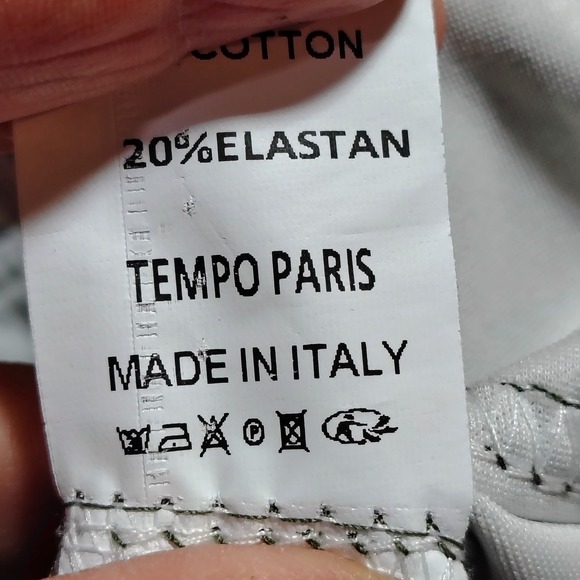 COTTON
20%ELASTAN
TEMPO PARIS
MADE IN ITALY
P